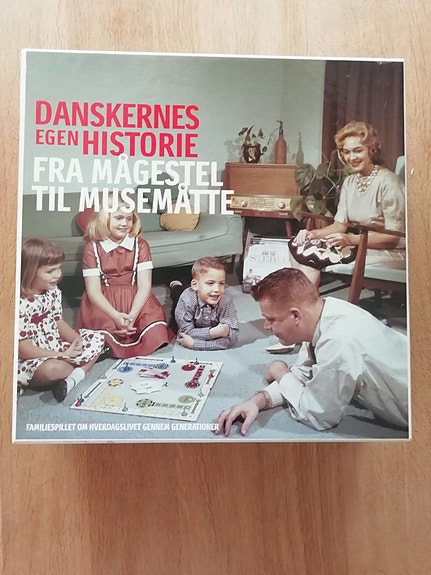 DANSKERNES
EGEN HISTORIE
FRA MÅGESTEL
TIL MUSEMÅTTE
FAMILIESPILLET OM HVERDAGSLIVET GENNEM GENERATIONER